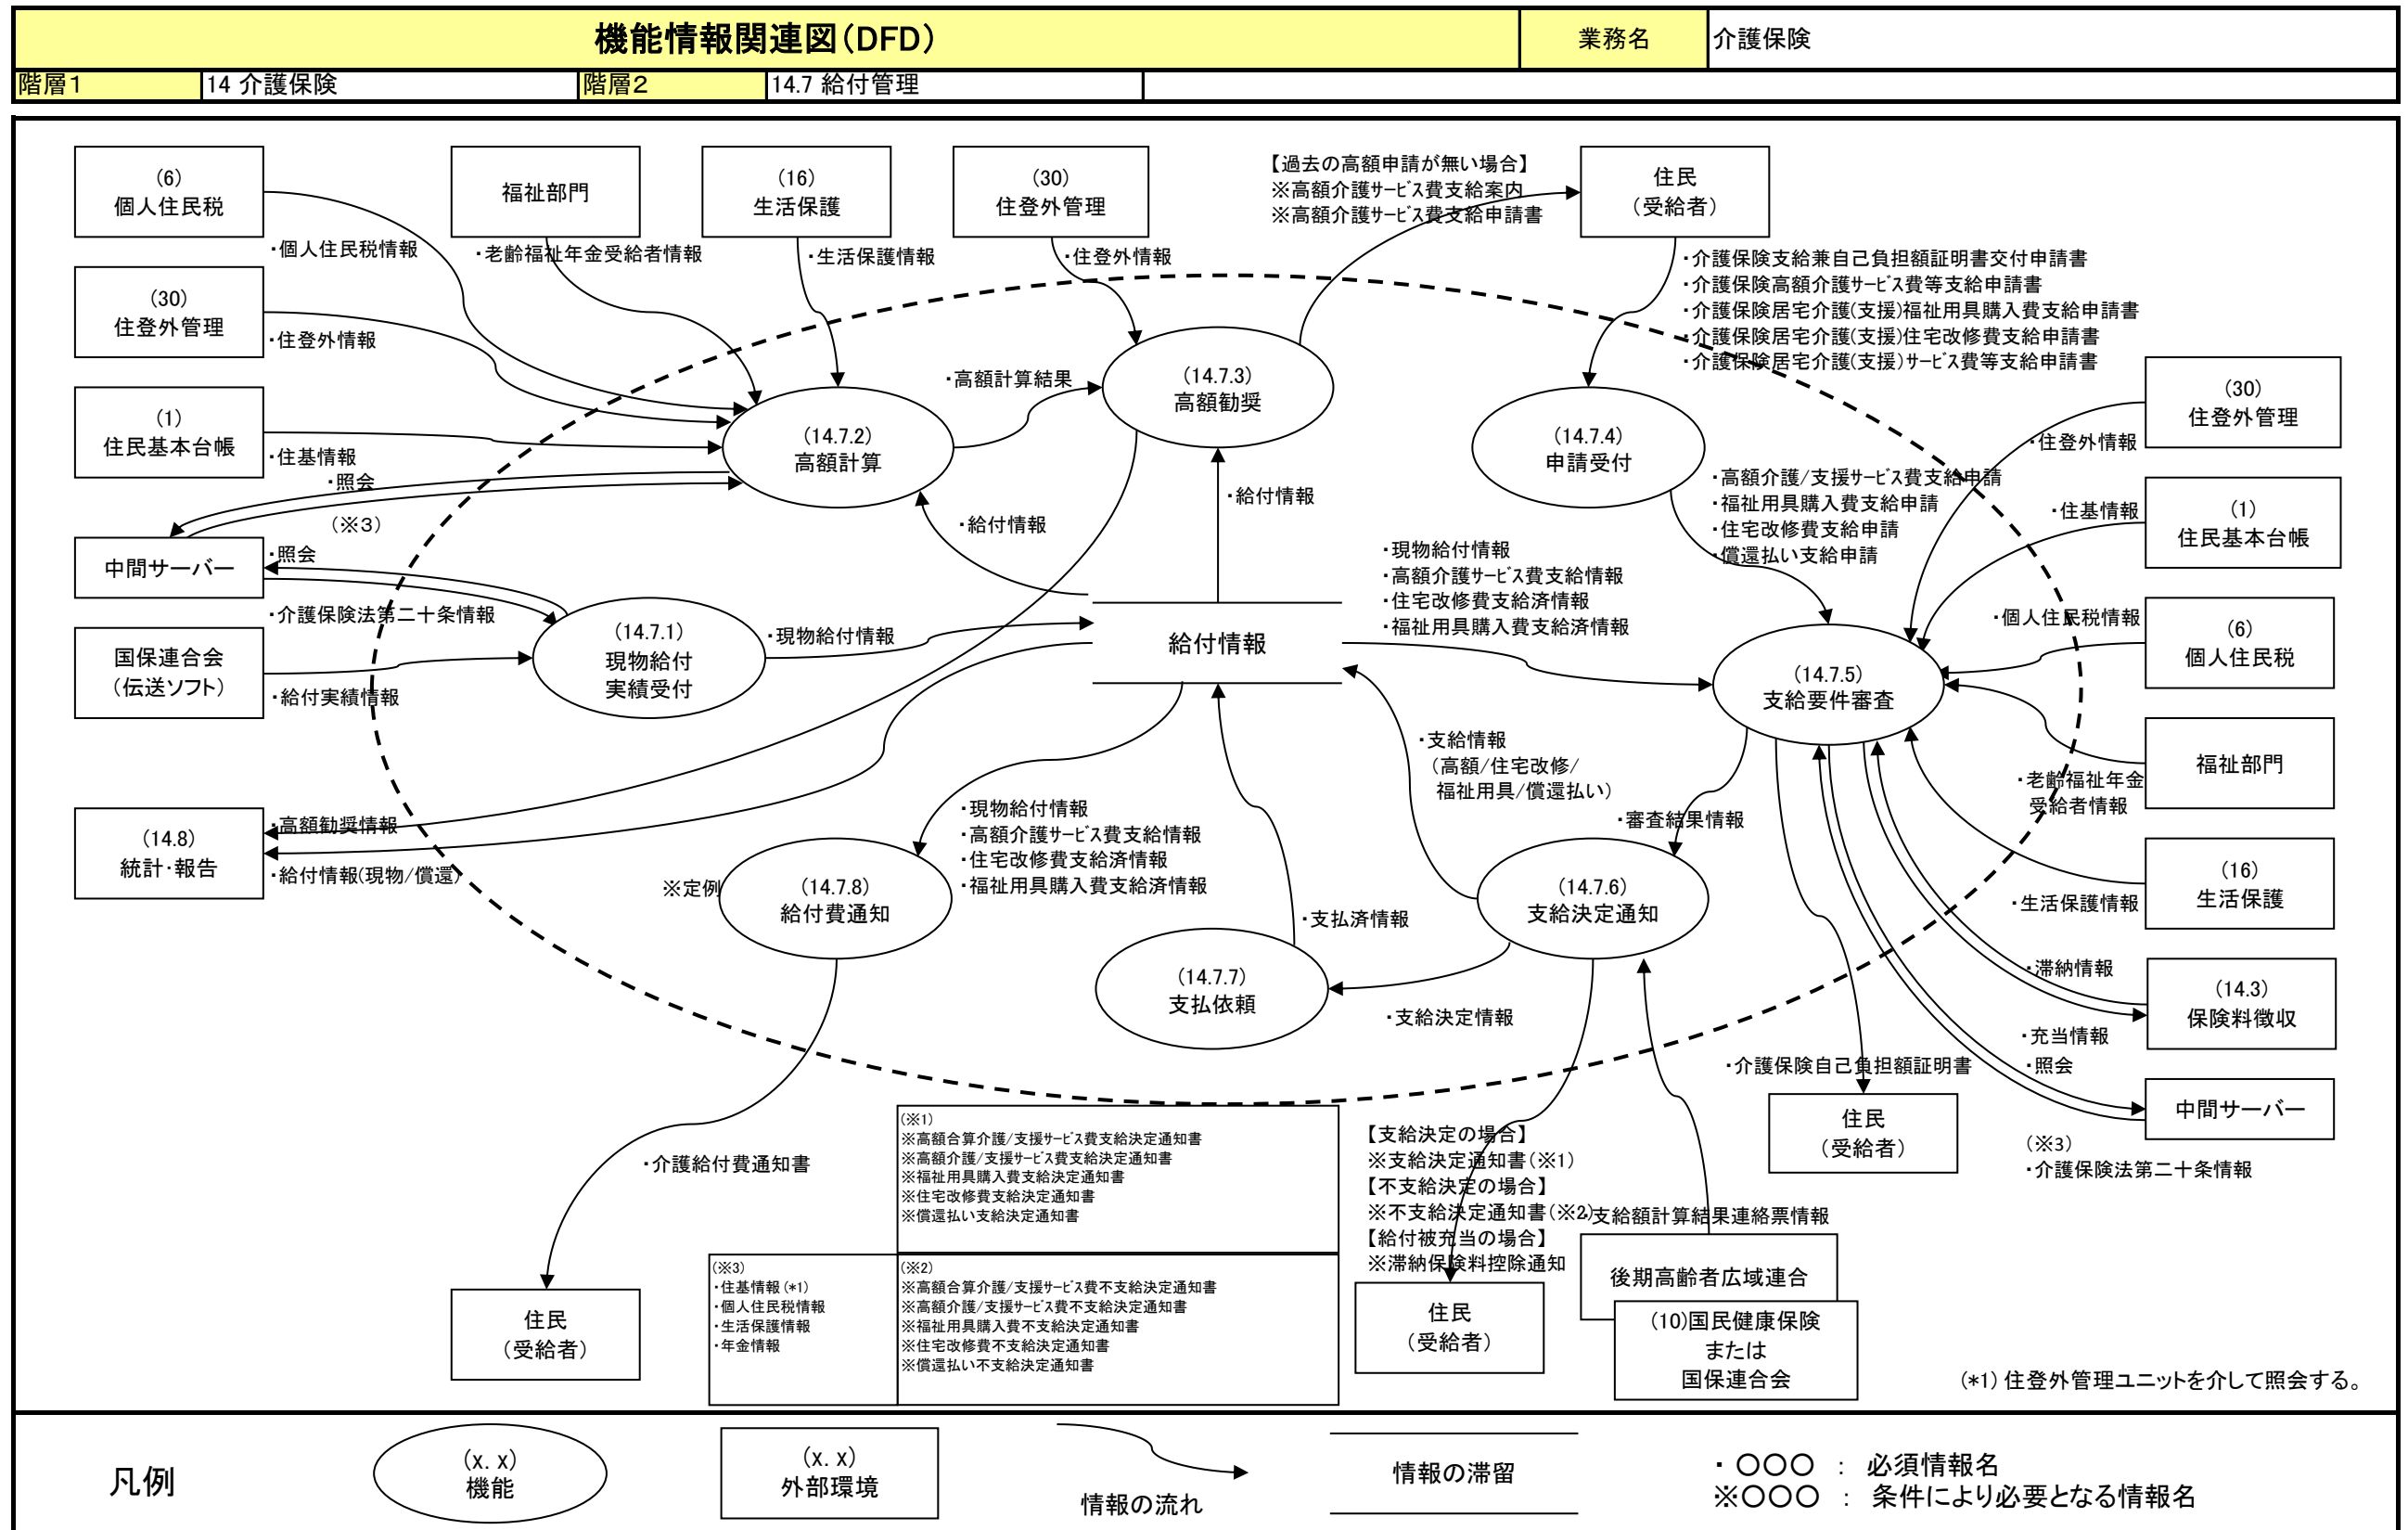 機能情報関連図(DFD)
業務名
介護保険
階層1
14 介護保険
階層2
14.7 給付管理
(6)
個人住民税
福祉部門
(16)
生活保護
(30)
住登外管理
【過去の高額申請が無い場合】
※高額介護ｻｰﾋﾞｽ費支給案内
※高額介護ｻｰﾋﾞｽ費支給申請書
住民
(受給者)
・個人住民税情報
・老齢福祉年金受給者情報
・生活保護情報
・住登外情報
・介護保険支給兼自己負担額証明書交付申請書
・介護保険高額介護ｻｰﾋﾞｽ費等支給申請書
・介護保険居宅介護(支援)福祉用具購入費支給申請書
・介護保険居宅介護(支援)住宅改修費支給申請書
・介護保険居宅介護(支援)ｻｰﾋﾞｽ費等支給申請書
(30)
住登外管理
・住登外情報
(1)
住民基本台帳
・住基情報
・照会
(※3)
(14.7.2)
高額計算
・高額計算結果
(14.7.3)
高額勧奨
(14.7.4)
申請受付
(30)
住登外管理
・住登外情報
・給付情報
・給付情報
・高額介護/支援ｻｰﾋﾞｽ費支給申請
・福祉用具購入費支給申請
・住宅改修費支給申請
・償還払い支給申請
・住基情報
(1)
住民基本台帳
中間サーバー
・照会
・介護保険法第二十条情報
国保連合会
(伝送ソフト)
・給付実績情報
(14.7.1)
現物給付
実績受付
・現物給付情報
給付情報
・現物給付情報
・高額介護ｻｰﾋﾞｽ費支給情報
・住宅改修費支給済情報
・福祉用具購入費支給済情報
(14.7.5)
支給要件審査
・個人住民税情報
(6)
個人住民税
福祉部門
・老齢福祉年金
受給者情報
・支給情報
(高額/住宅改修/
福祉用具/償還払い)
・審査結果情報
(14.8)
統計・報告
・高額勧奨情報
・給付情報(現物/償還)
※定例
(14.7.8)
給付費通知
・現物給付情報
・高額介護ｻｰﾋﾞｽ費支給情報
・住宅改修費支給済情報
・福祉用具購入費支給済情報
・支払済情報
(14.7.6)
支給決定通知
(16)
生活保護
・生活保護情報
(14.7.7)
支払依頼
・支給決定情報
・滞納情報
(14.3)
保険料徴収
・充当情報
・照会
・介護保険自己負担額証明書
住民
(受給者)
中間サーバー
(※3)
・介護保険法第二十条情報
・介護給付費通知書
(※1)
※高額合算介護/支援ｻｰﾋﾞｽ費支給決定通知書
※高額介護/支援ｻｰﾋﾞｽ費支給決定通知書
※福祉用具購入費支給決定通知書
※住宅改修費支給決定通知書
※償還払い支給決定通知書
【支給決定の場合】
※支給決定通知書(※1)
【不支給決定の場合】
※不支給決定通知書(※2)
【給付被充当の場合】
※滞納保険料控除通知
・支給額計算結果連絡票情報
(※3)
・住基情報(*1)
・個人住民税情報
・生活保護情報
・年金情報
(※2)
※高額合算介護/支援ｻｰﾋﾞｽ費不支給決定通知書
※高額介護/支援ｻｰﾋﾞｽ費不支給決定通知書
※福祉用具購入費不支給決定通知書
※住宅改修費不支給決定通知書
※償還払い不支給決定通知書
住民
(受給者)
住民
(受給者)
後期高齢者広域連合
(10)国民健康保険
または
国保連合会
(*1)住登外管理ユニットを介して照会する。
凡例
(x. x)
機能
(x. x)
外部環境
情報の流れ
情報の滞留
・ 〇〇〇 : 必須情報名
※〇〇〇 : 条件により必要となる情報名